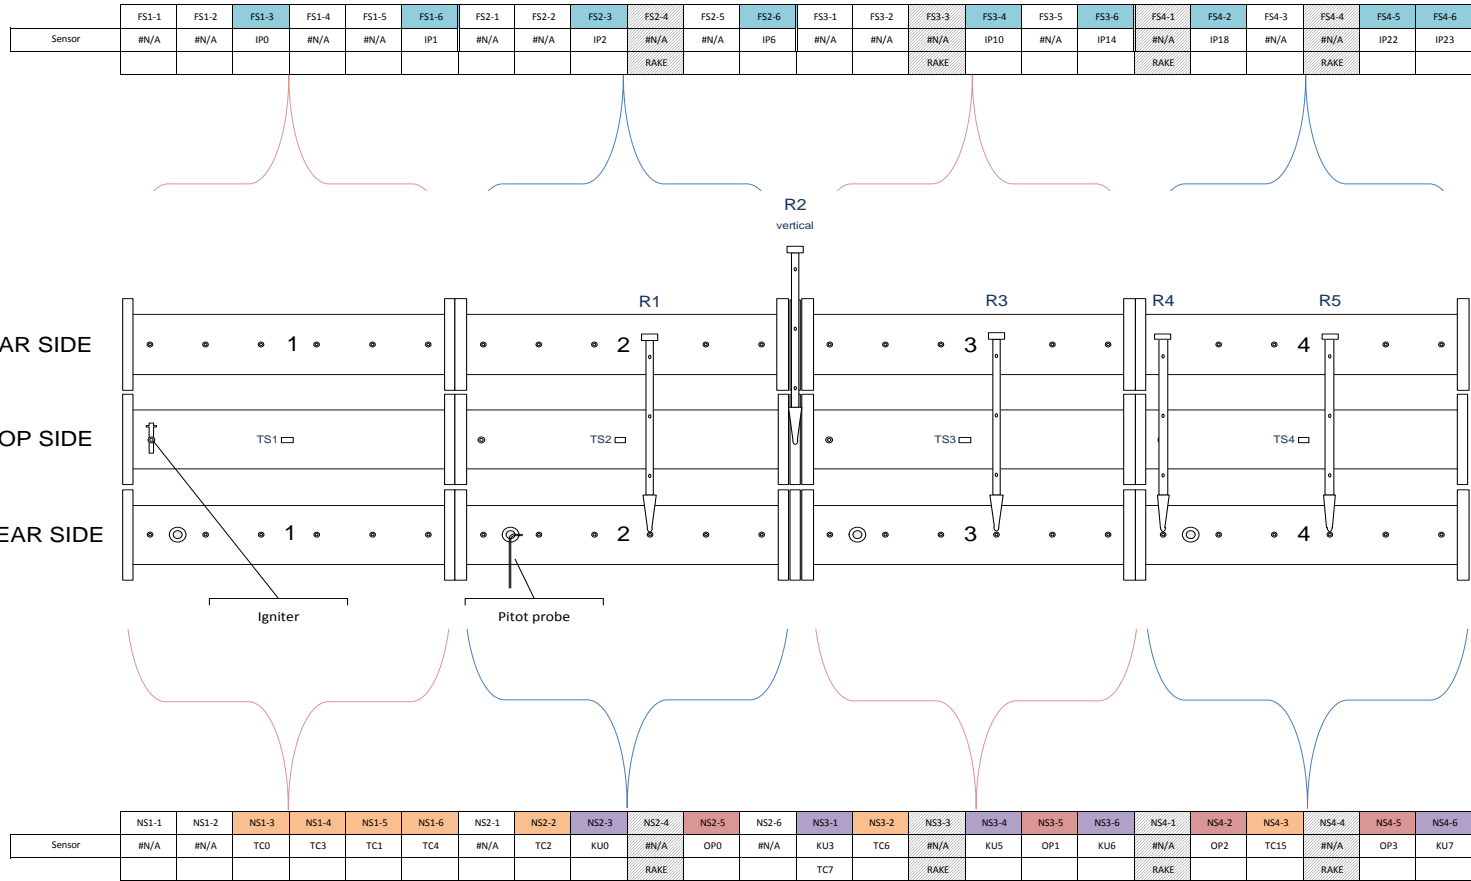 FS1-1 FS1-2 FS1-3 FS1-4 FS1-5 FS1-6 FS2-1 FS2-2 FS2-3 FS2-4 FS2-5 FS2-6 FS3-1 FS3-2 FS3-3 FS3-4 FS3-5 FS3-6 FS4-1 FS4-2 FS4-3 FS4-4 FS4-5 FS4-6
Sensor #N/A #N/A IP0 #N/A #N/A IP1 #N/A #N/A IP2 #N/A #N/A IP6 #N/A #N/A #N/A IP10 #N/A IP14 #N/A IP18 #N/A #N/A IP22 IP23
RAKE RAKE RAKE RAKE
R2
vertical
R1 R3 R4 R5
AR SIDE 1 2 3 4
OP SIDE TS1 TS2 TS3 TS4
EAR SIDE 1 2 3 4
Igniter Pitot probe
NS1-1 NS1-2 NS1-3 NS1-4 NS1-5 NS1-6 NS2-1 NS2-2 NS2-3 NS2-4 NS2-5 NS2-6 NS3-1 NS3-2 NS3-3 NS3-4 NS3-5 NS3-6 NS4-1 NS4-2 NS4-3 NS4-4 NS4-5 NS4-6
Sensor #N/A #N/A TC0 TC3 TC1 TC4 #N/A TC2 KU0 #N/A OP0 #N/A KU3 TC6 #N/A KU5 OP1 KU6 #N/A OP2 TC15 #N/A OP3 KU7
RAKE TC7 RAKE RAKE RAKE